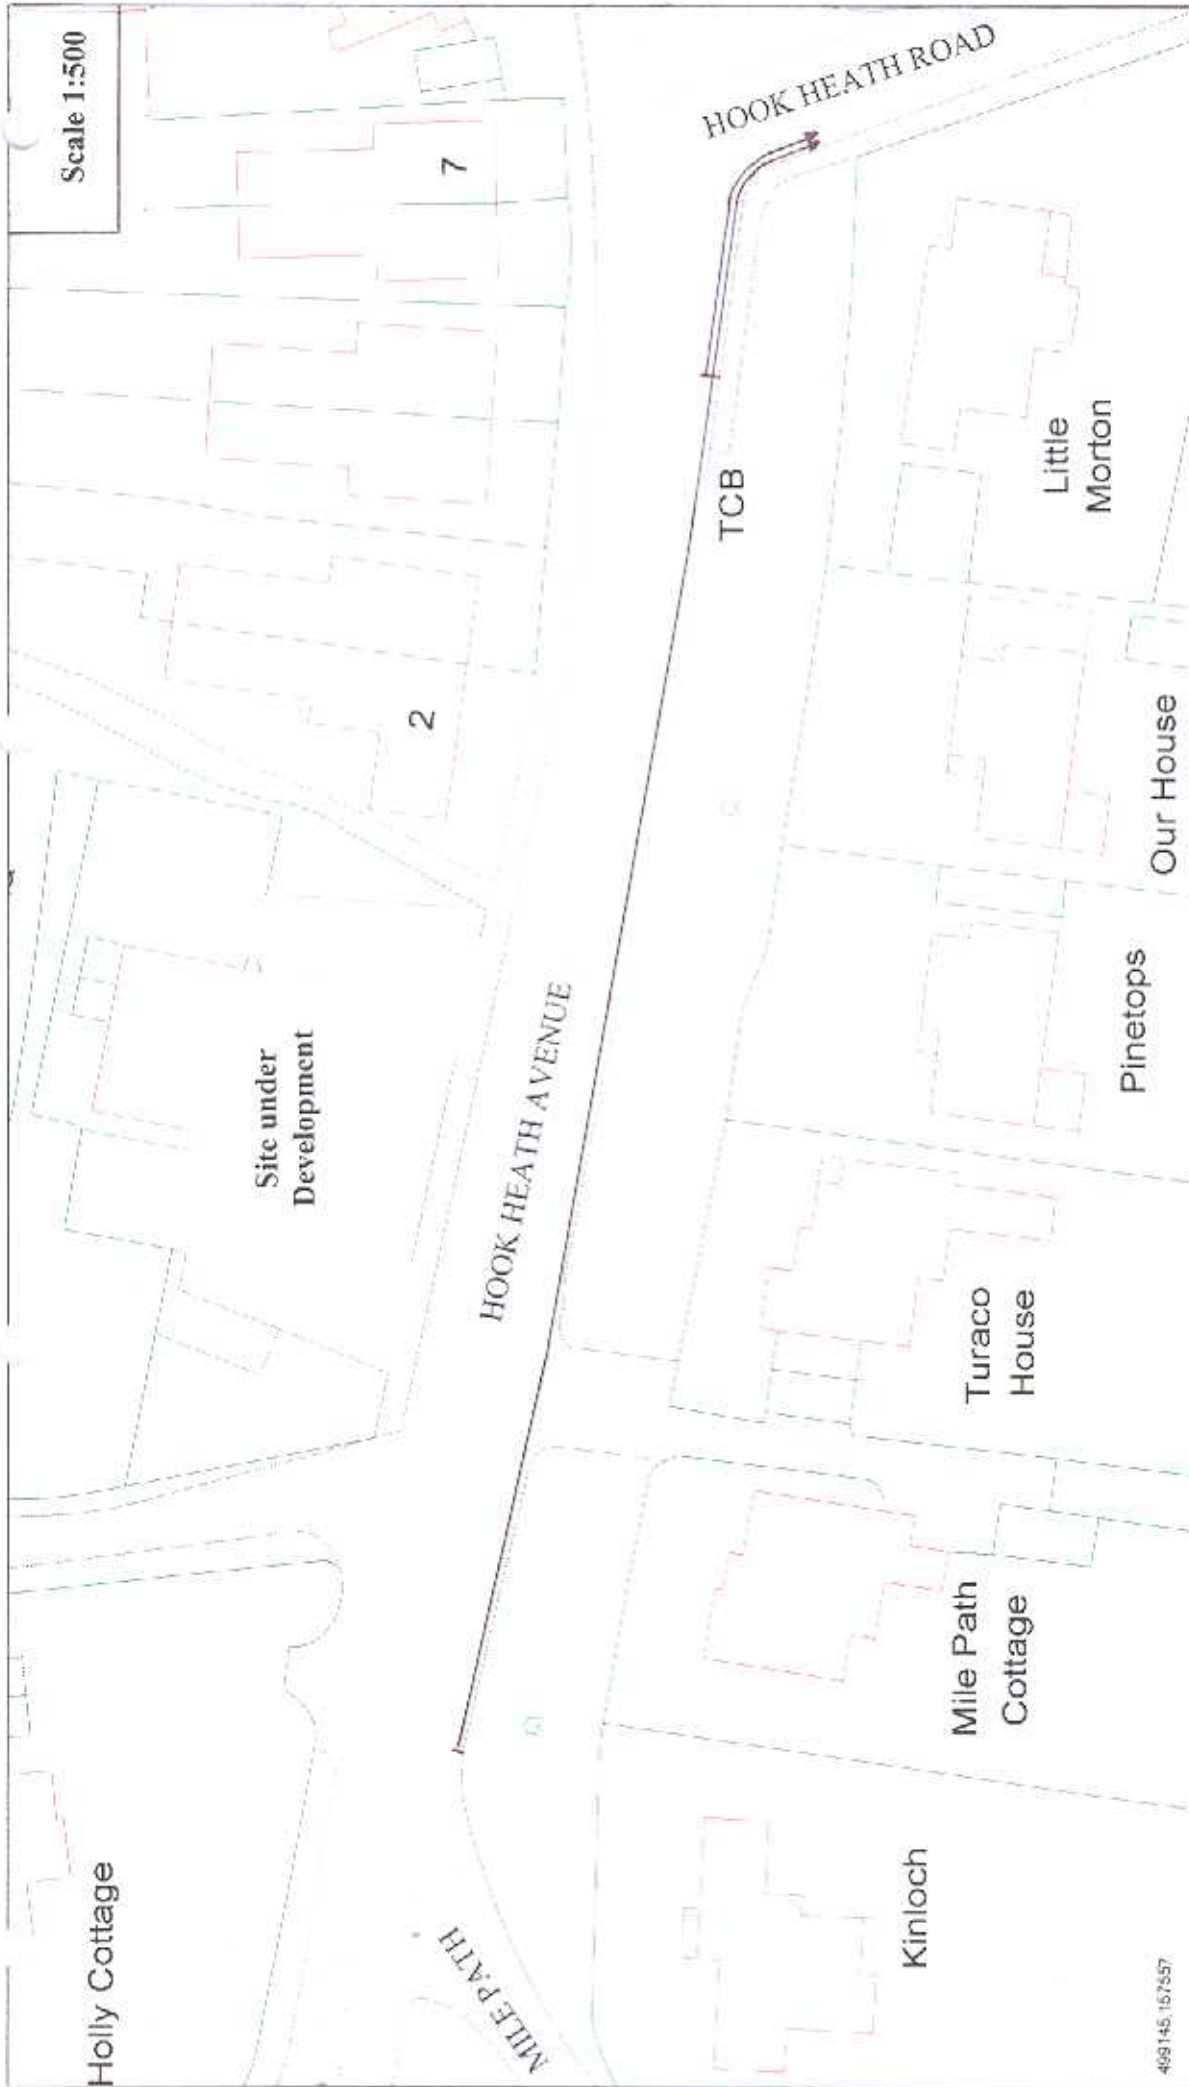 Scale 1:500
HOOK HEATH ROAD
7
2
Site under
Development
Holly Cottage
HOOK HEATH AVENUE
MILE PATH
TCB
Little
Morton
Our House
Pinetops
Turaco
House
Mile Path
Cottage
Kinloch
499145,157557